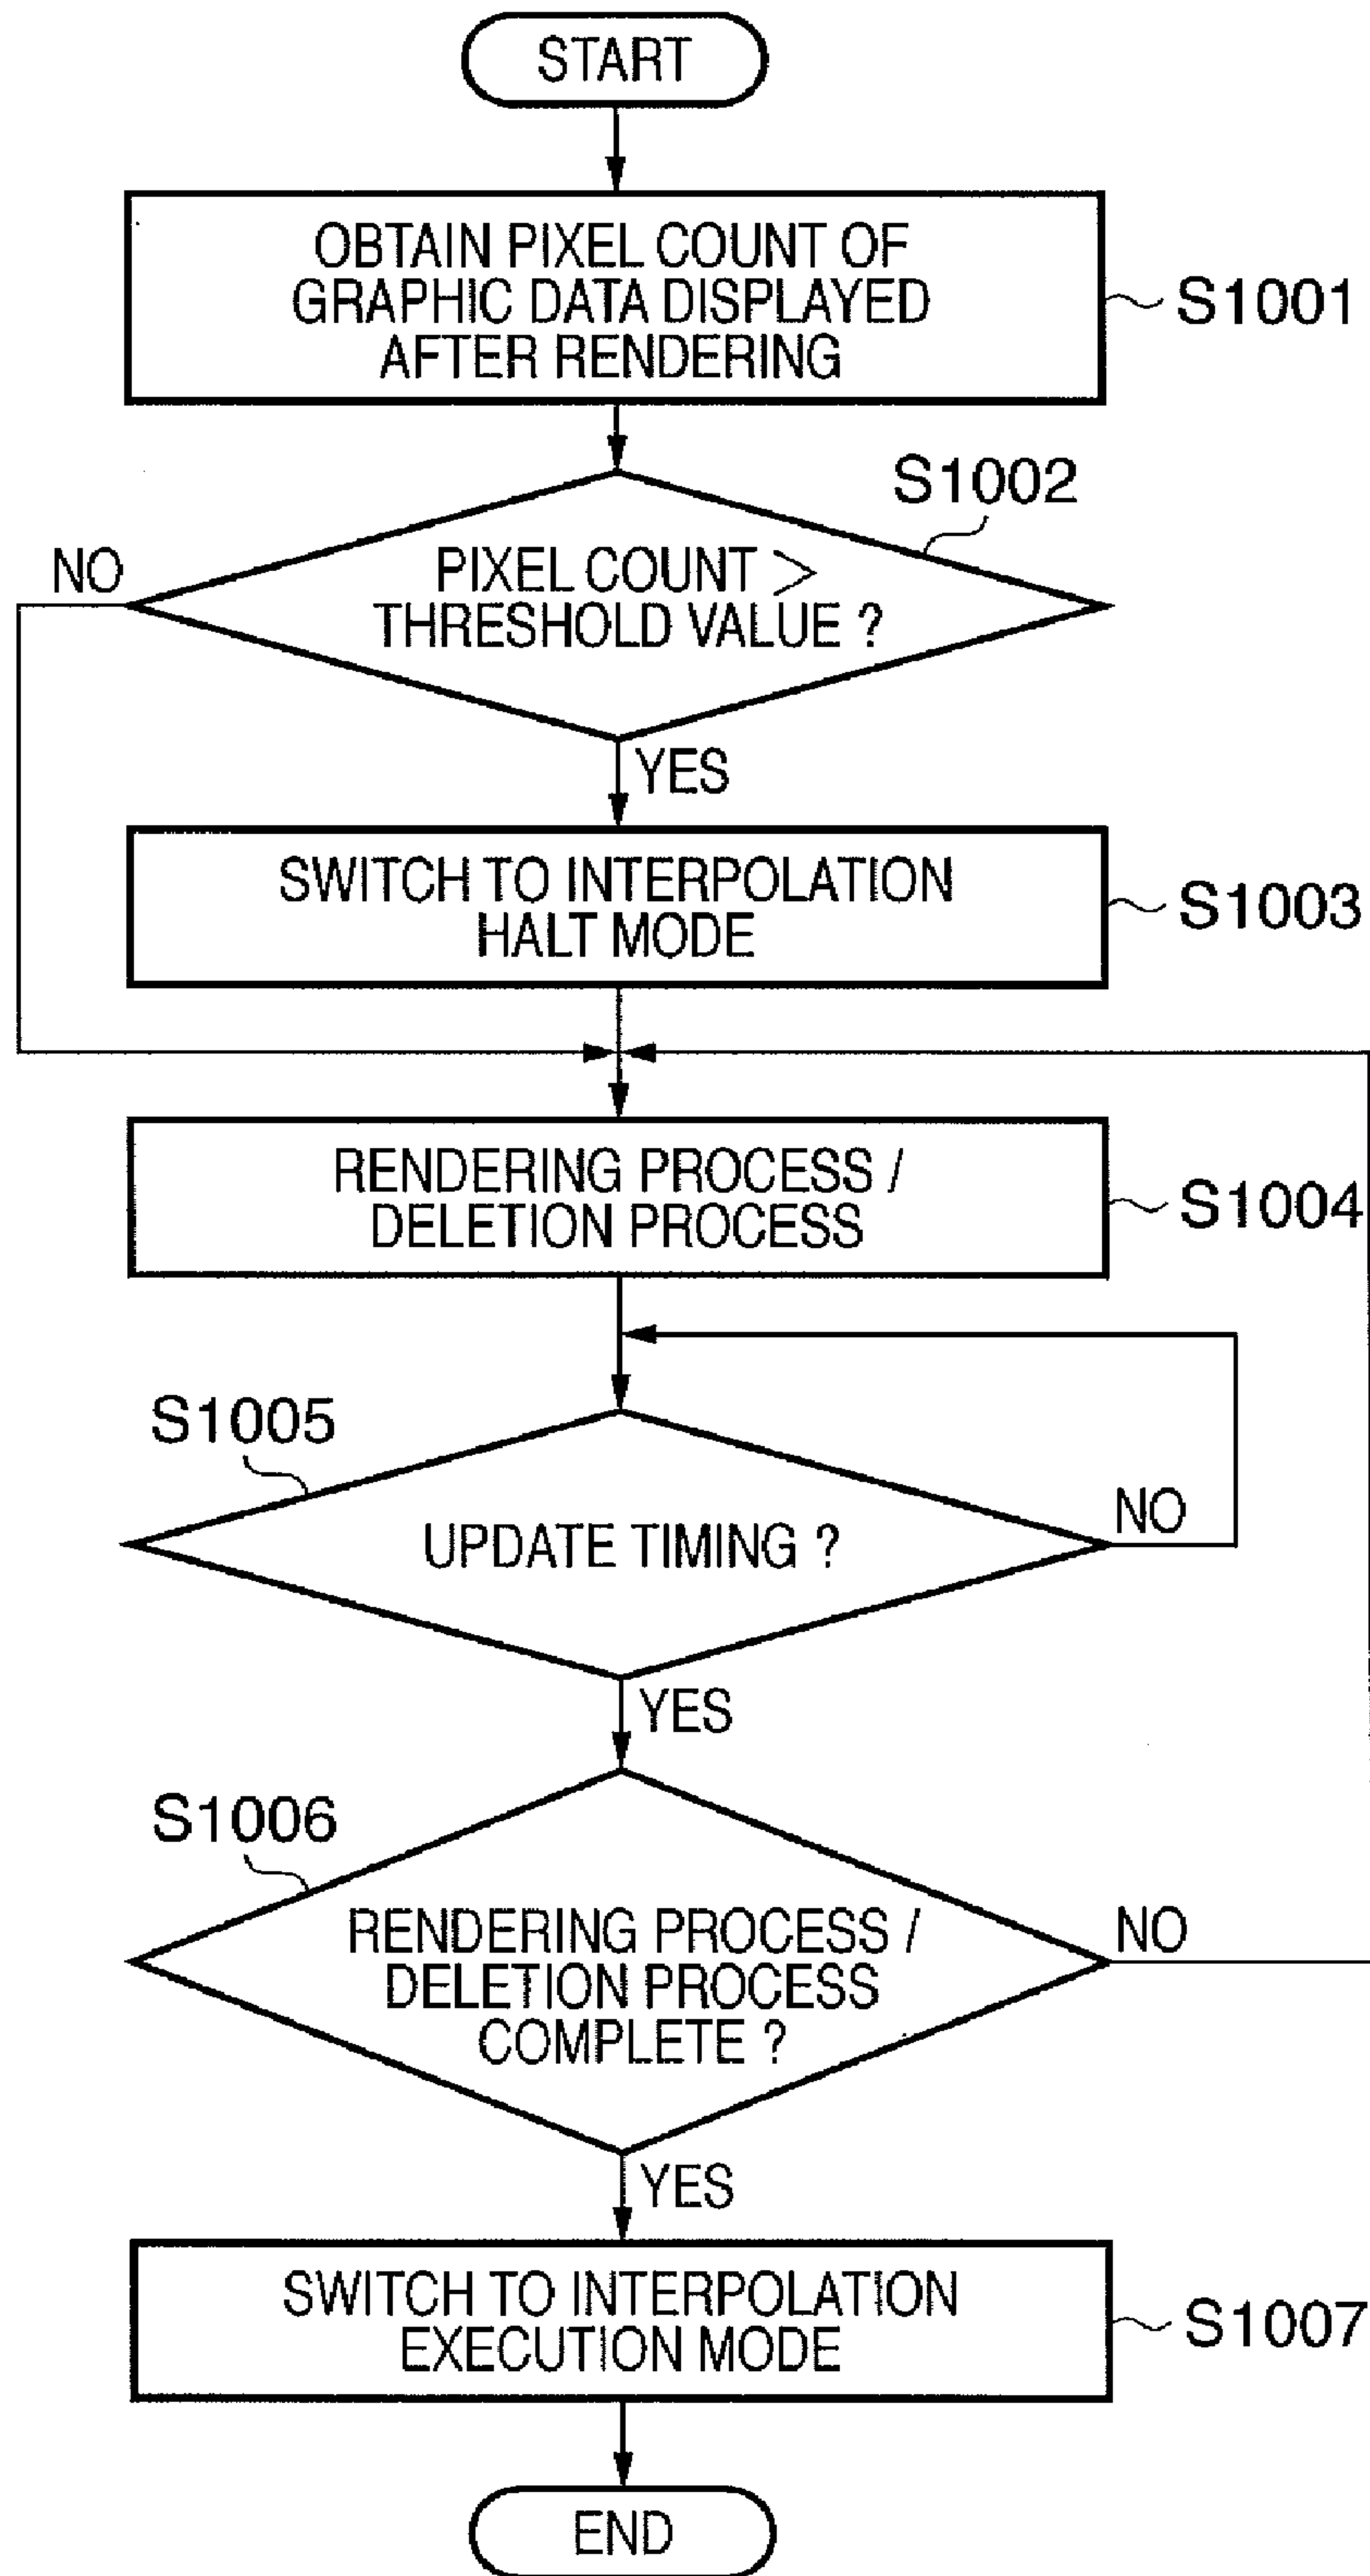 START
OBTAIN PIXEL COUNT OF
GRAPHIC DATA DISPLAYED
AFTER RENDERING
S1001
S1002
NO
PIXEL COUNT >
THRESHOLD VALUE ?
YES
SWITCH TO INTERPOLATION
HALT MODE
S1003
RENDERING PROCESS /
DELETION PROCESS
S1004
S1005
UPDATE TIMING ?
NO
YES
S1006
RENDERING PROCESS /
DELETION PROCESS
COMPLETE ?
NO
YES
SWITCH TO INTERPOLATION
EXECUTION MODE
S1007
END